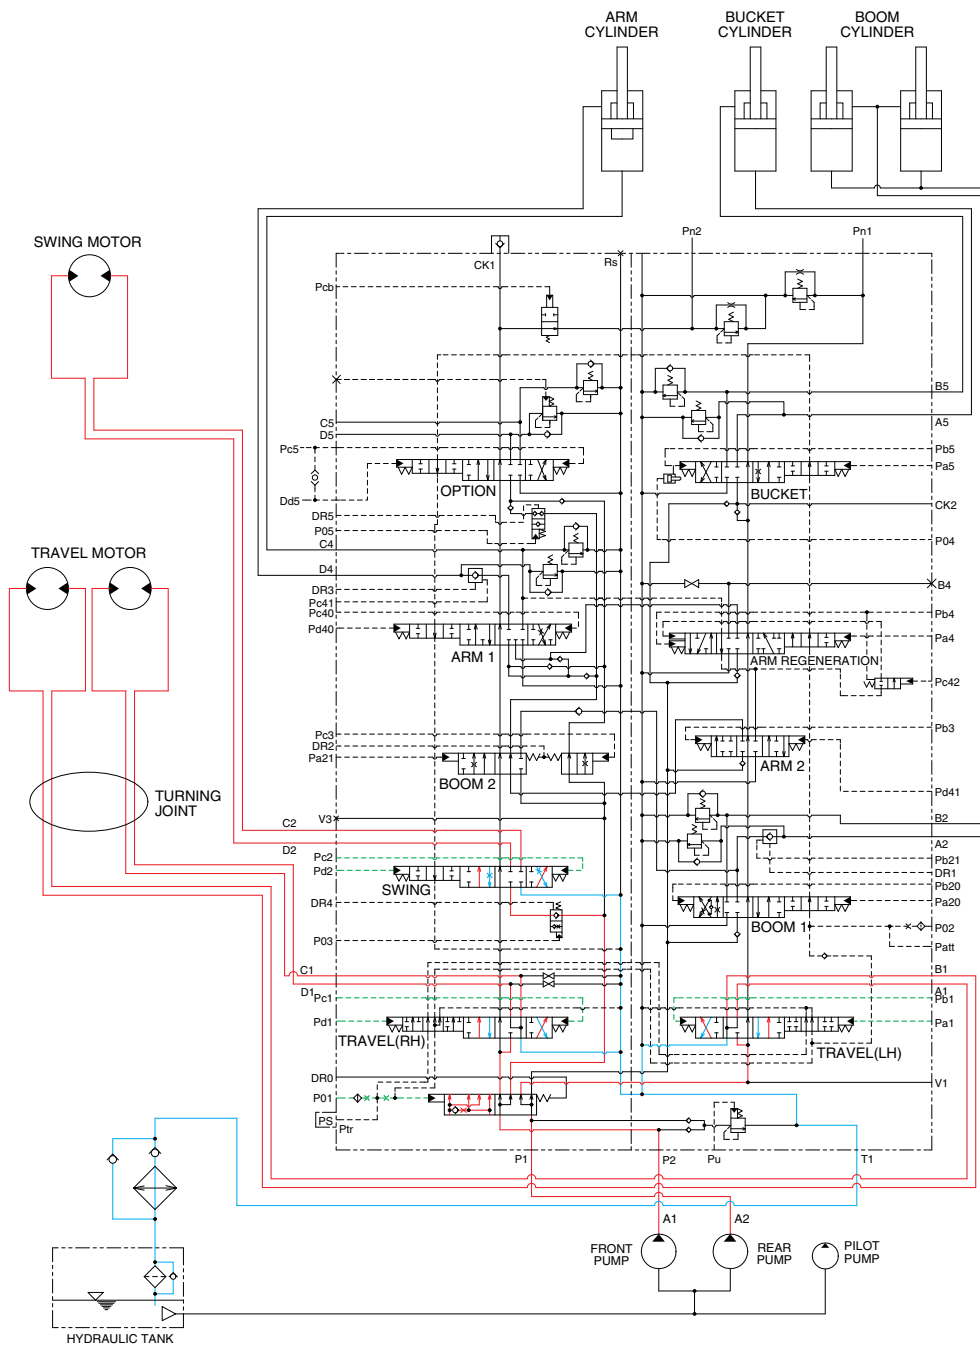 ARM
CYLINDER
BUCKET
CYLINDER
BOOM
CYLINDER
SWING MOTOR
Pn2
Pn1
CK1
Rs
Pcb
B5
C5
A5
D5
Pc5
Pb5
Pa5
OPTION
BUCKET
Dd5
CK2
DR5
P05
P04
C4
TRAVEL MOTOR
D4
B4
DR3
Pc41
Pc40
Pb4
Pd40
Pa4
ARM 1
ARM REGENERATION
Pc42
Pb3
Pc3
DR2
Pa21
ARM 2
BOOM 2
Pd41
TURNING
JOINT
V3
B2
C2
A2
D2
Pc2
Pb21
Pd2
DR1
SWING
Pb20
DR4
Pa20
BOOM 1
P02
P03
Patt
C1
B1
D1
A1
Pc1
Pb1
Pd1
Pa1
TRAVEL(RH)
TRAVEL(LH)
DR0
V1
P01
PS
Ptr
P1
P2
Pu
T1
A1
A2
FRONT
PUMP
REAR
PUMP
PILOT
PUMP
HYDRAULIC TANK